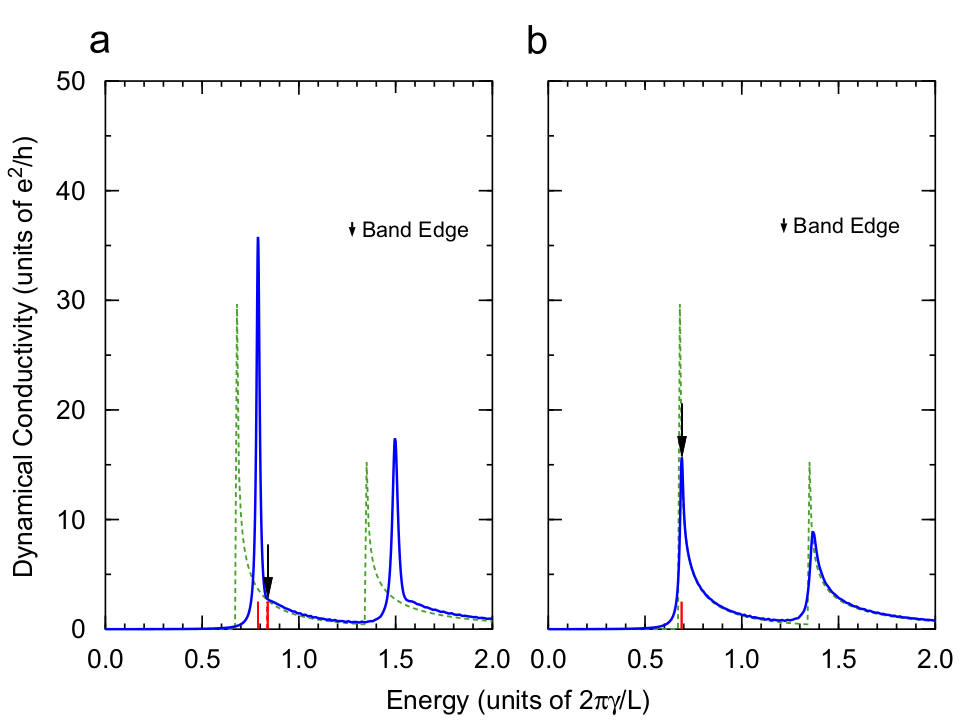 a
b
Dynamical Conductivity (units of e²/h)
50
40
30
20
10
0
Band Edge
Band Edge
0.0 0.5 1.0 1.5 2.0
0.0 0.5 1.0 1.5 2.0
Energy (units of 2πγ/L)